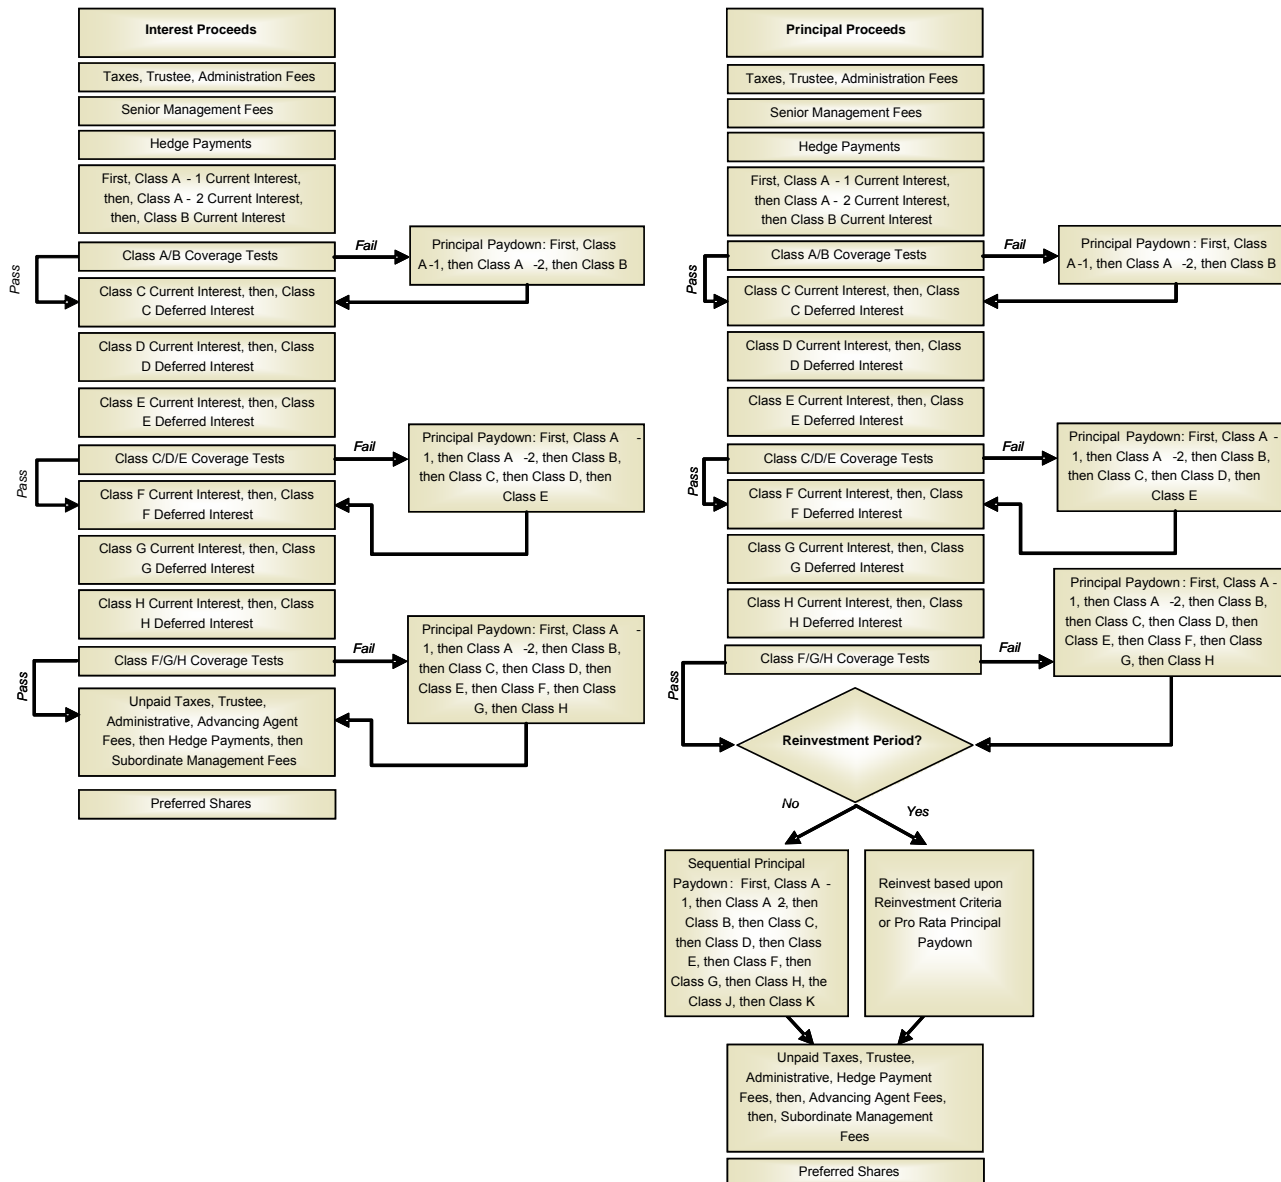 Interest Proceeds
Taxes, Trustee, Administration Fees
Senior Management Fees
Hedge Payments
First, Class A - 1 Current Interest,
then, Class A - 2 Current Interest,
then, Class B Current Interest
Class A/B Coverage Tests
Fail
Principal Paydown: First, Class
A -1, then Class A -2, then Class B
Pass
Class C Current Interest, then, Class
C Deferred Interest
Class D Current Interest, then, Class
D Deferred Interest
Class E Current Interest, then, Class
E Deferred Interest
Class C/D/E Coverage Tests
Fail
Principal Paydown: First, Class A -
1, then Class A -2, then Class B,
then Class C, then Class D, then
Class E
Pass
Class F Current Interest, then, Class
F Deferred Interest
Class G Current Interest, then, Class
G Deferred Interest
Class H Current Interest, then, Class
H Deferred Interest
Class F/G/H Coverage Tests
Fail
Principal Paydown: First, Class A -
1, then Class A -2, then Class B,
then Class C, then Class D, then
Class E, then Class F, then Class
G, then Class H
Pass
Unpaid Taxes, Trustee,
Administrative, Advancing Agent
Fees, then Hedge Payments, then
Subordinate Management Fees
Preferred Shares
Principal Proceeds
Taxes, Trustee, Administration Fees
Senior Management Fees
Hedge Payments
First, Class A - 1 Current Interest,
then Class A - 2 Current Interest,
then Class B Current Interest
Class A/B Coverage Tests
Fail
Principal Paydown : First, Class
A -1, then Class A -2, then Class B
Pass
Class C Current Interest, then, Class
C Deferred Interest
Class D Current Interest, then, Class
D Deferred Interest
Class E Current Interest, then, Class
E Deferred Interest
Class C/D/E Coverage Tests
Fail
Principal Paydown : First, Class A -
1, then Class A -2, then Class B,
then Class C, then Class D, then
Class E
Pass
Class F Current Interest, then, Class
F Deferred Interest
Class G Current Interest, then, Class
G Deferred Interest
Class H Current Interest, then, Class
H Deferred Interest
Class F/G/H Coverage Tests
Fail
Principal Paydown : First, Class A -
1, then Class A -2, then Class B,
then Class C, then Class D, then
Class E, then Class F, then Class
G, then Class H
Pass
Reinvestment Period?
No
Yes
Sequential Principal
Paydown : First, Class A -
1, then Class A 2, then
Class B, then Class C,
then Class D, then Class
E, then Class F, then
Class G, then Class H, the
Class J, then Class K
Reinvest based upon
Reinvestment Criteria
or Pro Rata Principal
Paydown
Unpaid Taxes, Trustee,
Administrative, Hedge Payment
Fees, then, Advancing Agent Fees,
then, Subordinate Management
Fees
Preferred Shares